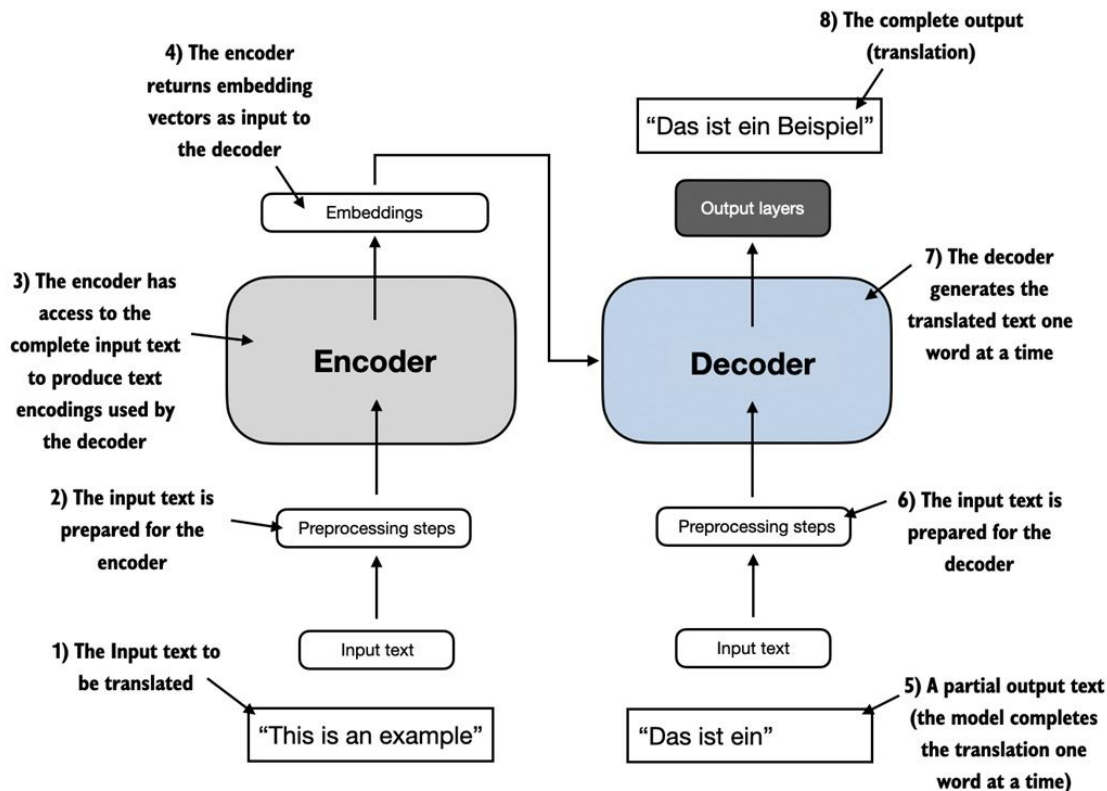 8) The complete output
(translation)
4) The encoder
returns embedding
vectors as input to
the decoder
“Das ist ein Beispiel”
Embeddings
Output layers
3) The encoder has
access to the
complete input text
to produce text
encodings used by
the decoder
Encoder
Decoder
7) The decoder
generates the
translated text one
word at a time
2) The input text is
prepared for the
encoder
Preprocessing steps
Preprocessing steps
6) The input text is
prepared for the
decoder
1) The Input text to
be translated
Input text
Input text
“This is an example”
“Das ist ein”
5) A partial output text
(the model completes
the translation one
word at a time)